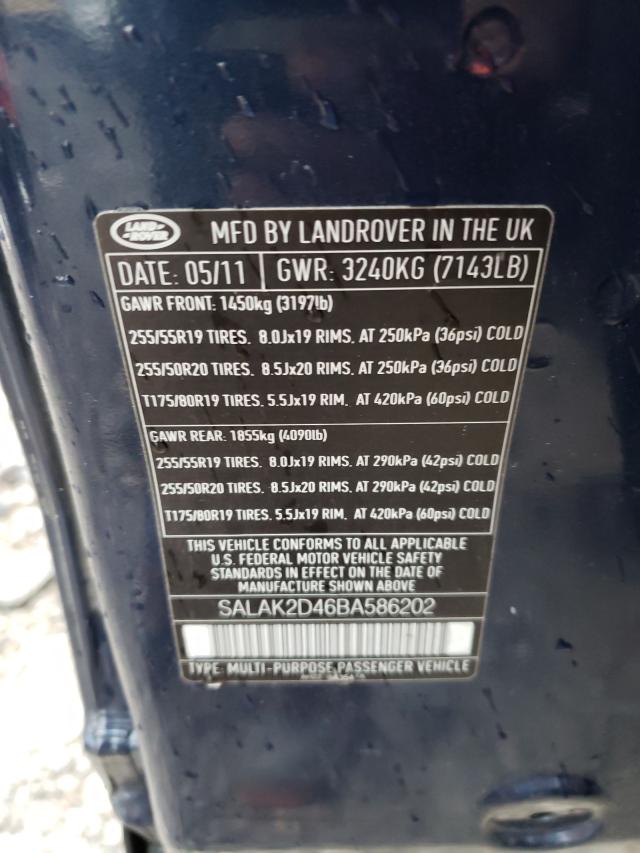 LAND ROVER
MFD BY LANDROVER IN THE UK
DATE: 05/11 GWR: 3240KG (7143LB)
GAWR FRONT: 1450kg (3197lb)
255/55R19 TIRES. 8.0Jx19 RIMS. AT 250kPa (36psi) COLD
255/50R20 TIRES. 8.5Jx20 RIMS. AT 250kPa (36psi) COLD
T175/80R19 TIRES. 5.5Jx19 RIM. AT 420kPa (60psi) COLD
GAWR REAR: 1855kg (4090lb)
255/55R19 TIRES. 8.0Jx19 RIMS. AT 290kPa (42psi) COLD
255/50R20 TIRES. 8.5Jx20 RIMS. AT 290kPa (42psi) COLD
T175/80R19 TIRES. 5.5Jx19 RIM. AT 420kPa (60psi) COLD
THIS VEHICLE CONFORMS TO ALL APPLICABLE
U.S. FEDERAL MOTOR VEHICLE SAFETY
STANDARDS IN EFFECT ON THE DATE OF
MANUFACTURE SHOWN ABOVE
SALAK2D46BA586202
TYPE: MULTI-PURPOSE PASSENGER VEHICLE